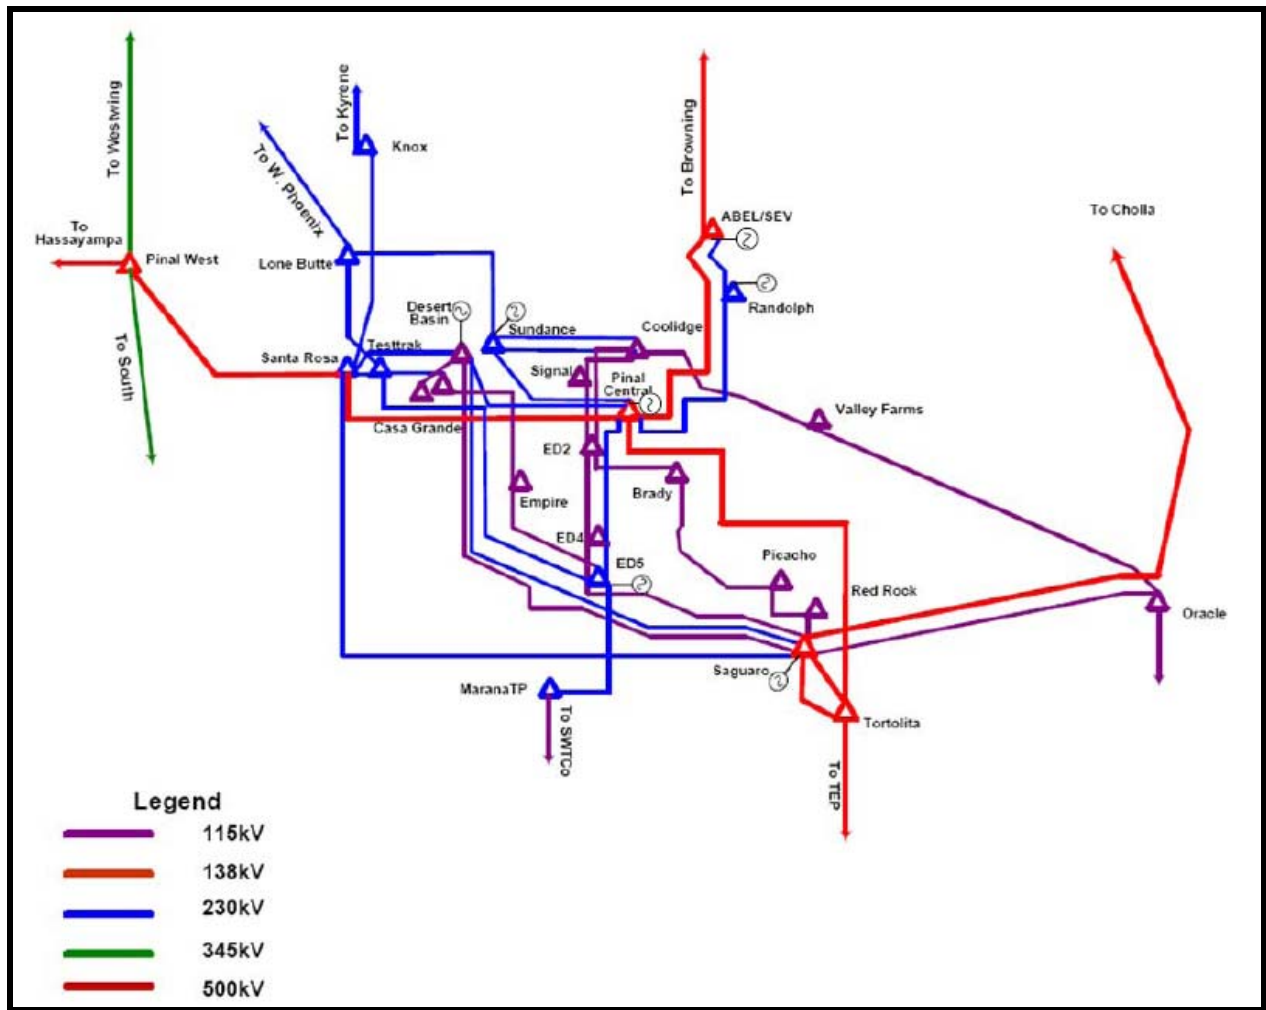 To Westwing
To Kyrene
Knox
To W. Phoenix
To Browning
ABEL/SEV
To Cholla
To
Hassayampa
Pinal West
Lone Butte
Randolph
Desert
Basin
Sundance
Coolidge
To South
Santa Rosa
Testtrak
Signal
Pinal
Central
Valley Farms
Casa Grande
ED2
Brady
Empire
ED4
ED5
Picacho
Red Rock
Oracle
Saguaro
MaranaTP
To SWTCo
Tortolita
To TEP
Legend
115kV
138kV
230kV
345kV
500kV